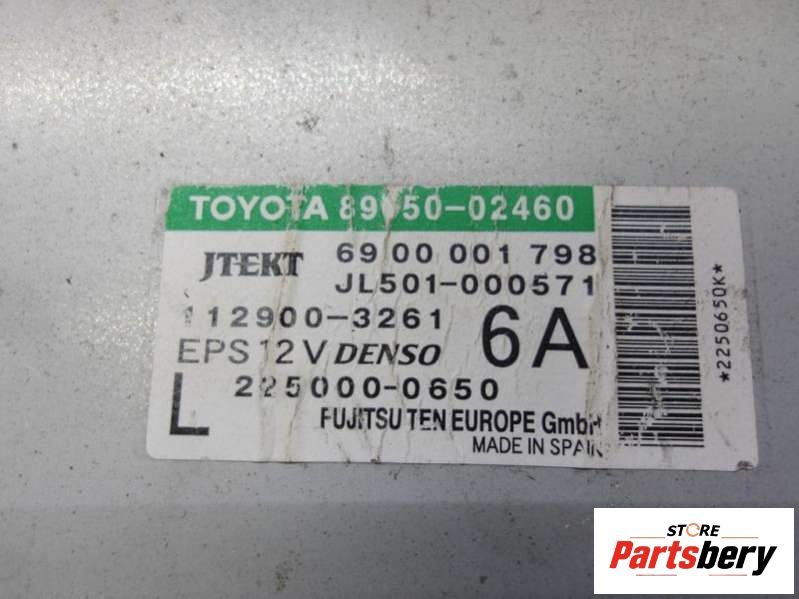 TOYOTA 89650-02460
JTEKT 6900 001 798
JL501-000571
112900-3261 6A
EPS 12V DENSO
L 225000-0650
FUJITSU TEN EUROPE GmbH
MADE IN SPAIN
*2250650K*
STORE
Partsbery